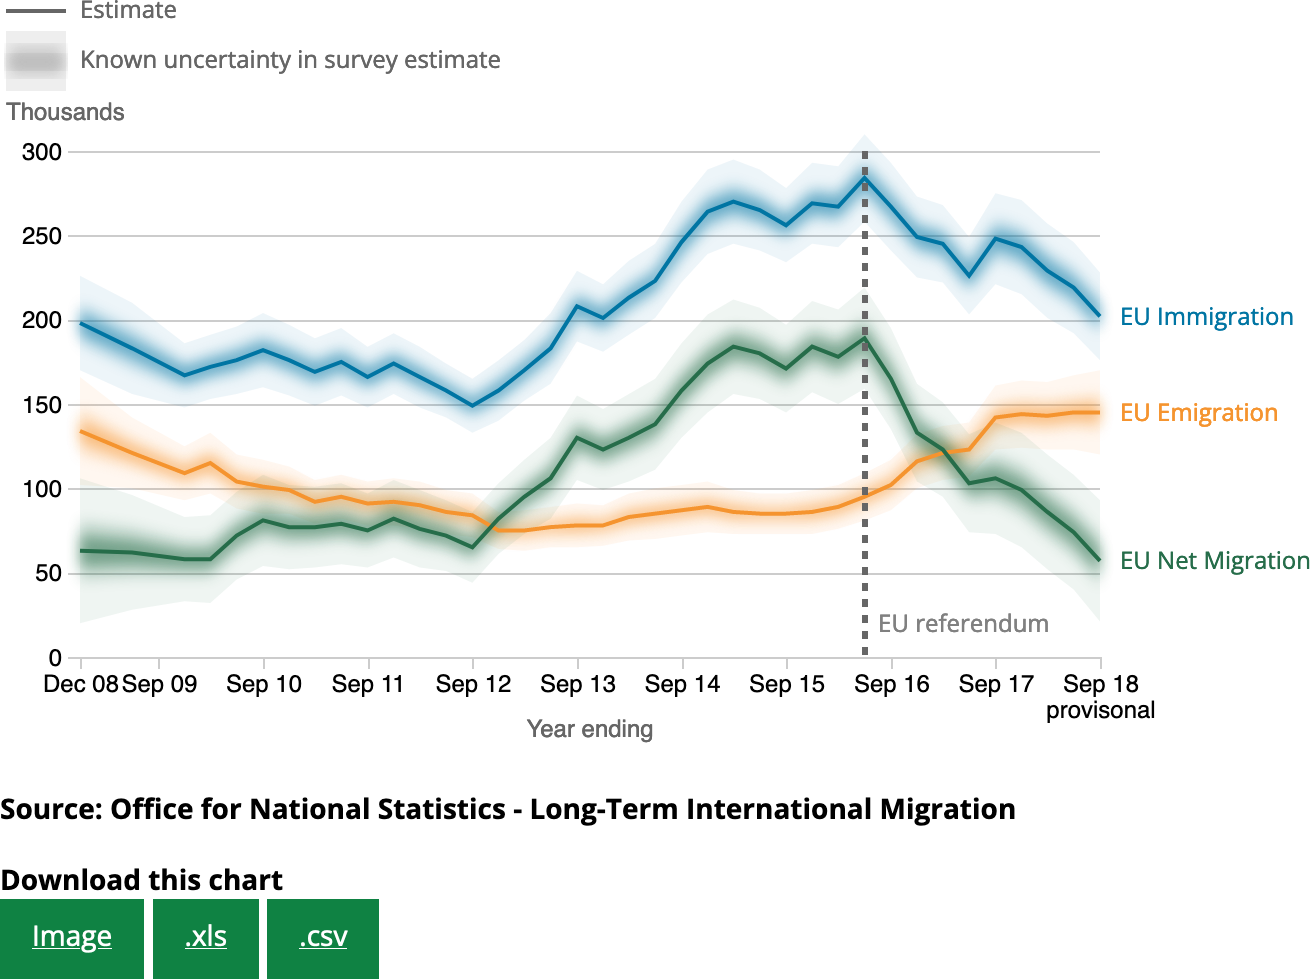 Estimate
Known uncertainty in survey estimate
Thousands
300
250
200
150
100
50
0
EU Immigration
EU Emigration
EU Net Migration
EU referendum
Dec 08 Sep 09 Sep 10 Sep 11 Sep 12 Sep 13 Sep 14 Sep 15 Sep 16 Sep 17 Sep 18
provisonal
Year ending
Source: Office for National Statistics - Long-Term International Migration
Download this chart
Image .xls .csv